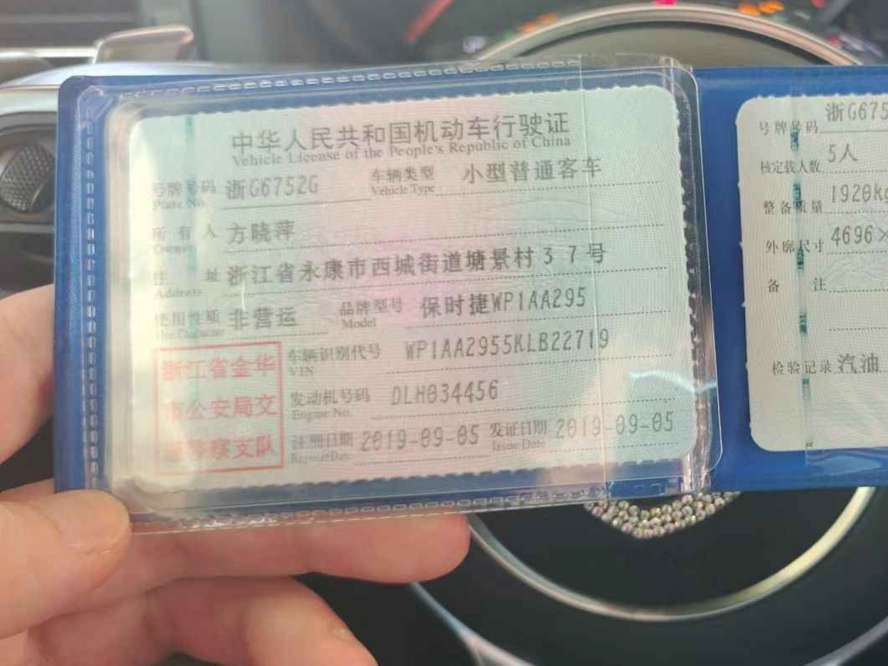 中华人民共和国机动车行驶证
Vehicle License of the People's Republic of China
号牌号码 浙G6752G 车辆类型 小型普通客车
Plate No. Vehicle Type
所有人 方晓萍
Owner
住址 浙江省永康市西城街道塘景村37号
Address
使用性质 非营运 品牌型号 保时捷WP1AA295
Use Character Model
浙江省金华
市公安局交
通警察支队
车辆识别代号 WP1AA2955KLB22719
VIN
发动机号码 DLH034456
Engine No.
注册日期 2019-09-05 发证日期 2019-09-05
Register Date Issue Date
号牌号码 浙G675
核定载人数 5人
整备质量 1920kg
外廓尺寸 4696×
备注
检验记录 汽油